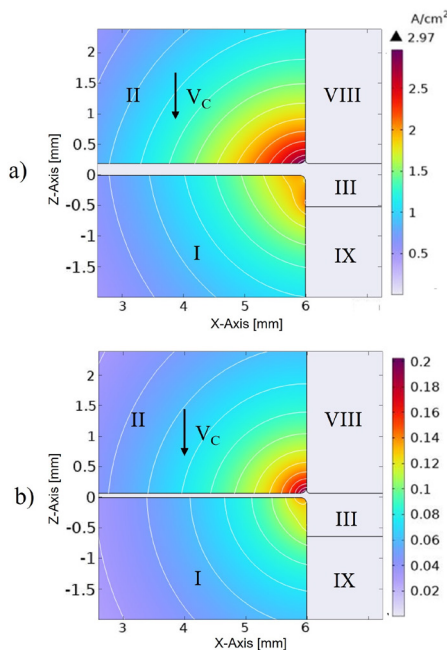 A/cm²
▲ 2.97
a)
Z-Axis [mm]
2
1.5
1
0.5
0
-0.5
-1
-1.5
II
V_C
VIII
I
III
IX
3
4
5
6
7
X-Axis [mm]
2.5
2
1.5
1
0.5
b)
Z-Axis [mm]
2
1.5
1
0.5
0
-0.5
-1
-1.5
II
V_C
VIII
I
III
IX
3
4
5
6
X-Axis [mm]
0.2
0.18
0.16
0.14
0.12
0.1
0.08
0.06
0.04
0.02